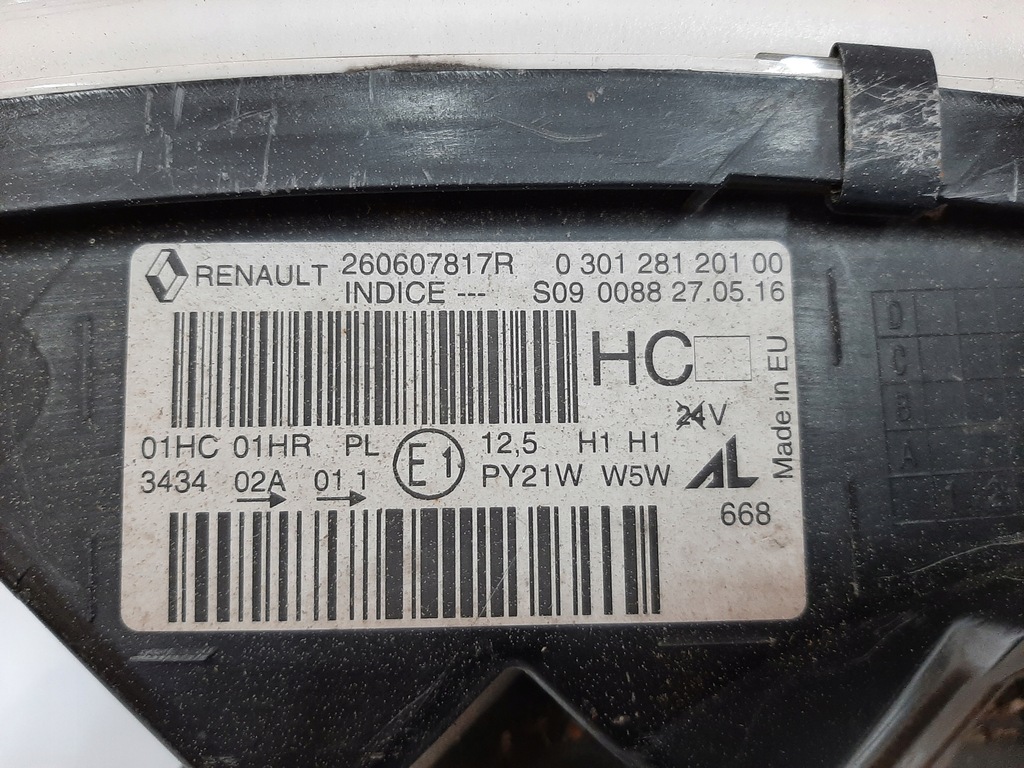 RENAULT 260607817R 0 301 281 201 00
INDICE --- S09 0088 27.05.16
HC
24V
Made in EU
01HC 01HR PL E1 12,5 H1 H1
3434 02A 01 1 PY21W W5W AL
668
D
C
B
A